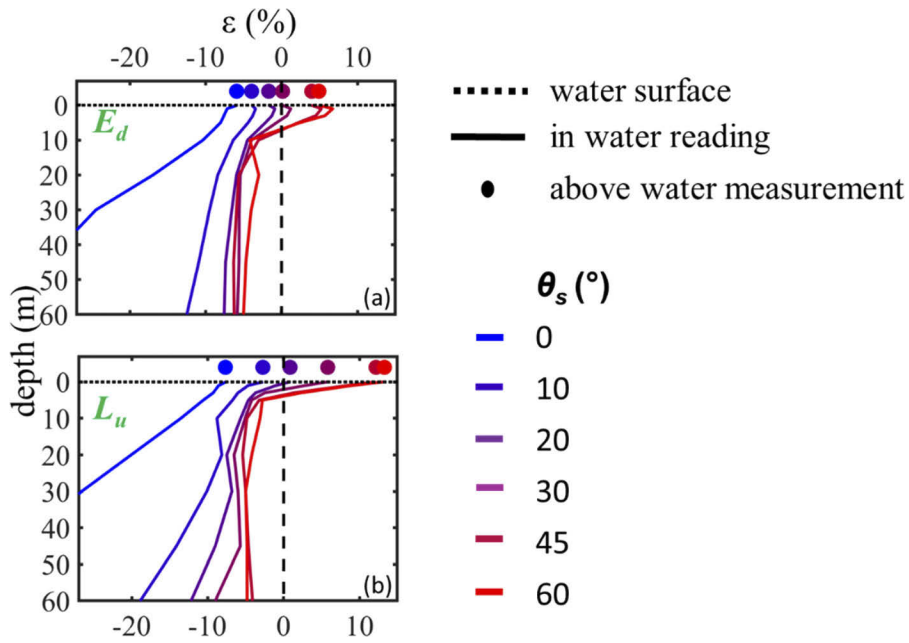 ε (%)
-20 -10 0 10
0
10
20
30
40
50
60
E_d
(a)
depth (m)
0
10
20
30
40
50
60
L_u
(b)
-20 -10 0 10
water surface
in water reading
above water measurement
θ_s (°)
0
10
20
30
45
60